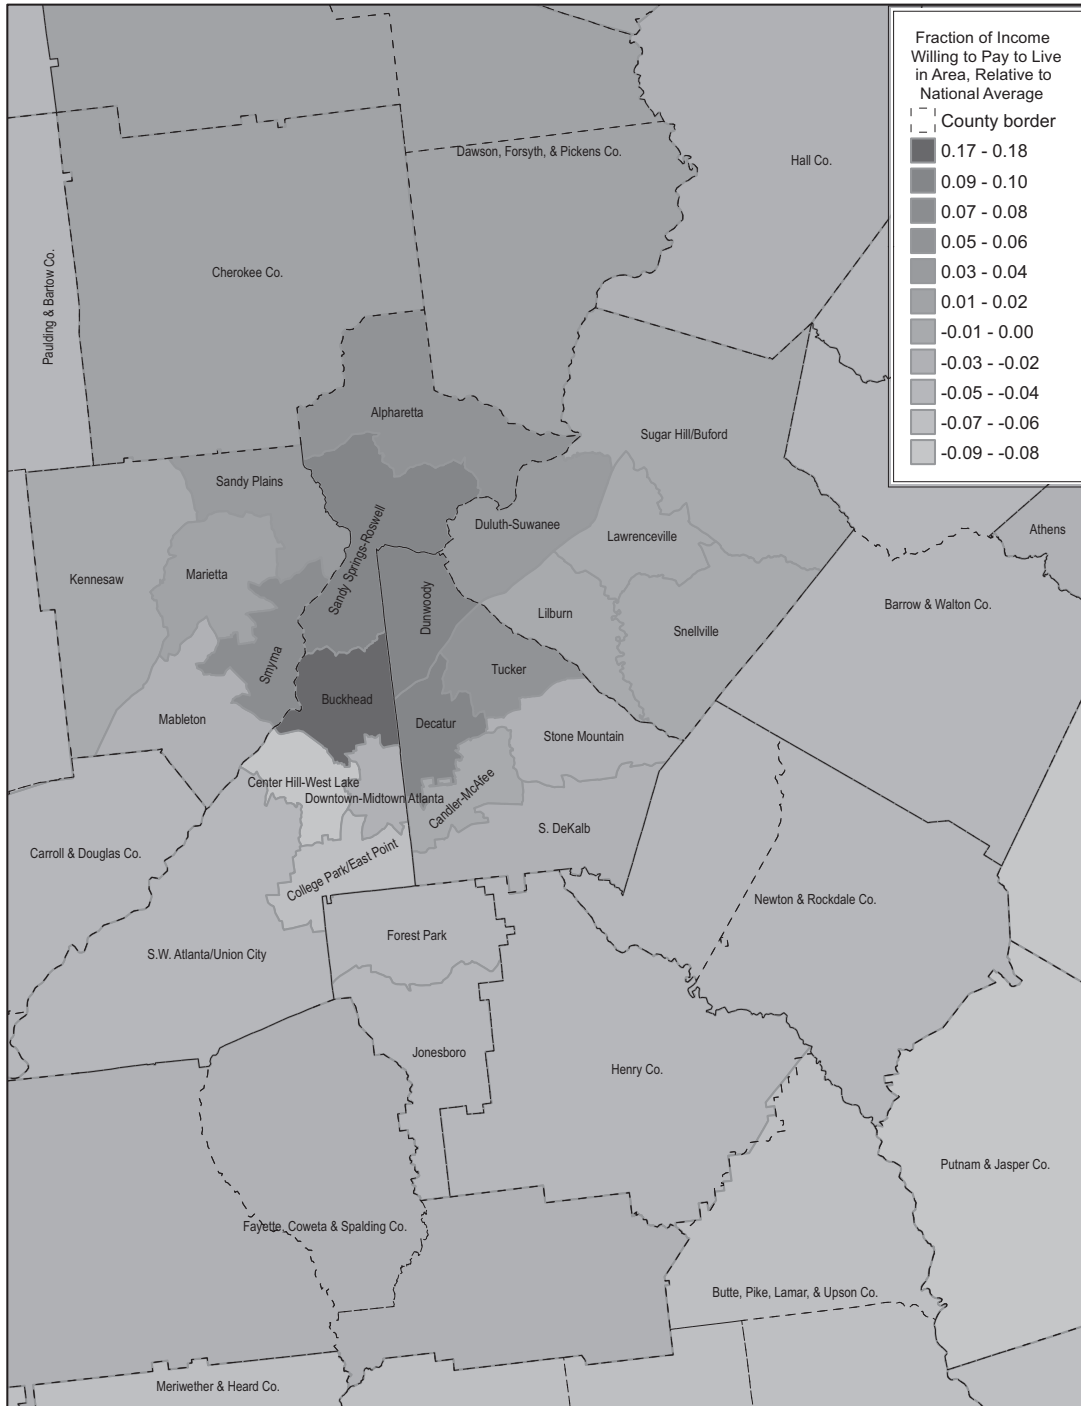 Fraction of Income
Willing to Pay to Live
in Area, Relative to
National Average
County border
0.17 - 0.18
0.09 - 0.10
0.07 - 0.08
0.05 - 0.06
0.03 - 0.04
0.01 - 0.02
-0.01 - 0.00
-0.03 - -0.02
-0.05 - -0.04
-0.07 - -0.06
-0.09 - -0.08
Dawson, Forsyth, & Pickens Co.
Hall Co.
Cherokee Co.
Paulding & Bartow Co.
Alpharetta
Sugar Hill/Buford
Sandy Plains
Duluth-Suwanee
Lawrenceville
Athens
Sandy Springs-Roswell
Kennesaw
Marietta
Dunwoody
Lilburn
Barrow & Walton Co.
Snellville
Smyrna
Tucker
Buckhead
Mableton
Decatur
Stone Mountain
Center Hill-West Lake
Downtown-Midtown Atlanta
Candler-McAfee
S. DeKalb
Carroll & Douglas Co.
College Park/East Point
Newton & Rockdale Co.
Forest Park
S.W. Atlanta/Union City
Jonesboro
Henry Co.
Putnam & Jasper Co.
Fayette, Coweta & Spalding Co.
Butte, Pike, Lamar, & Upson Co.
Meriwether & Heard Co.